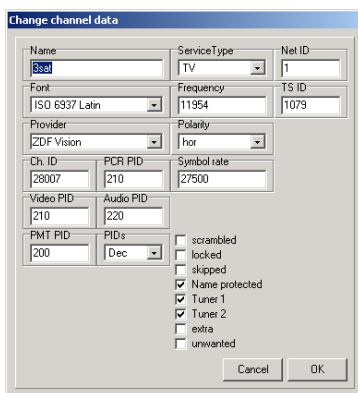 Change channel data
Name ServiceType Net ID
3sat TV 1
Font Frequency TS ID
ISO 6937 Latin 11954 1079
Provider Polarity
ZDF Vision hor
Ch. ID PCR PID Symbol rate
28007 210 27500
Video PID Audio PID
210 220
PMT PID PIDs
200 Dec
scrambled
locked
skipped
Name protected
Tuner 1
Tuner 2
extra
unwanted
Cancel OK